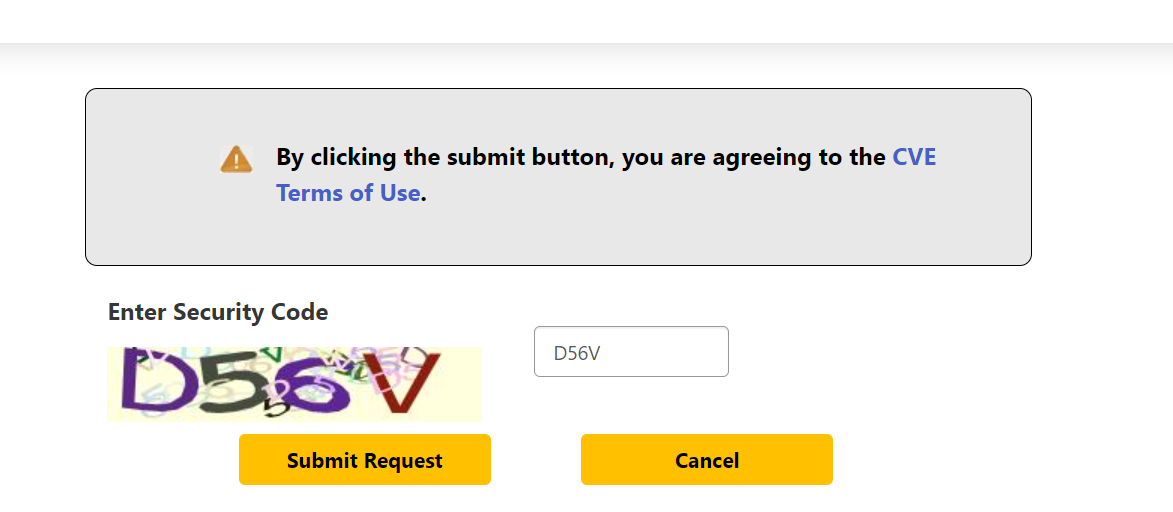 By clicking the submit button, you are agreeing to the CVE
Terms of Use.
Enter Security Code
D56V
D56V
Submit Request
Cancel